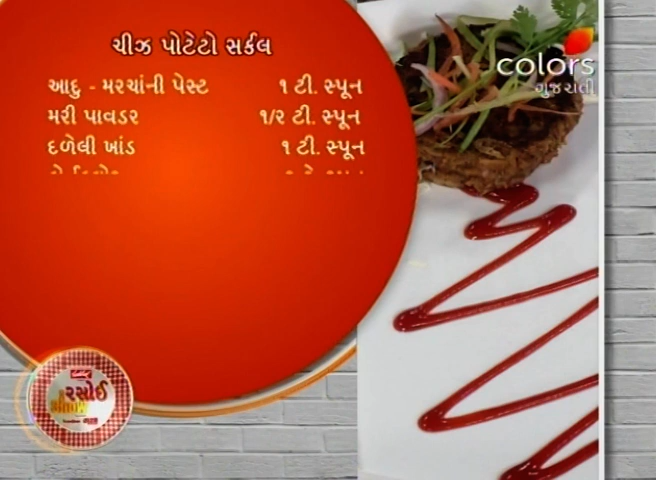 ચીઝ પોટેટો સર્કલ
આદુ - મરચાંની પેસ્ટ ૧ ટી. સ્પૂન
મરી પાવડર ૧/૨ ટી. સ્પૂન
દળેલી ખાંડ ૧ ટી. સ્પૂન
colors
ગુજરાતી
રસોઈ